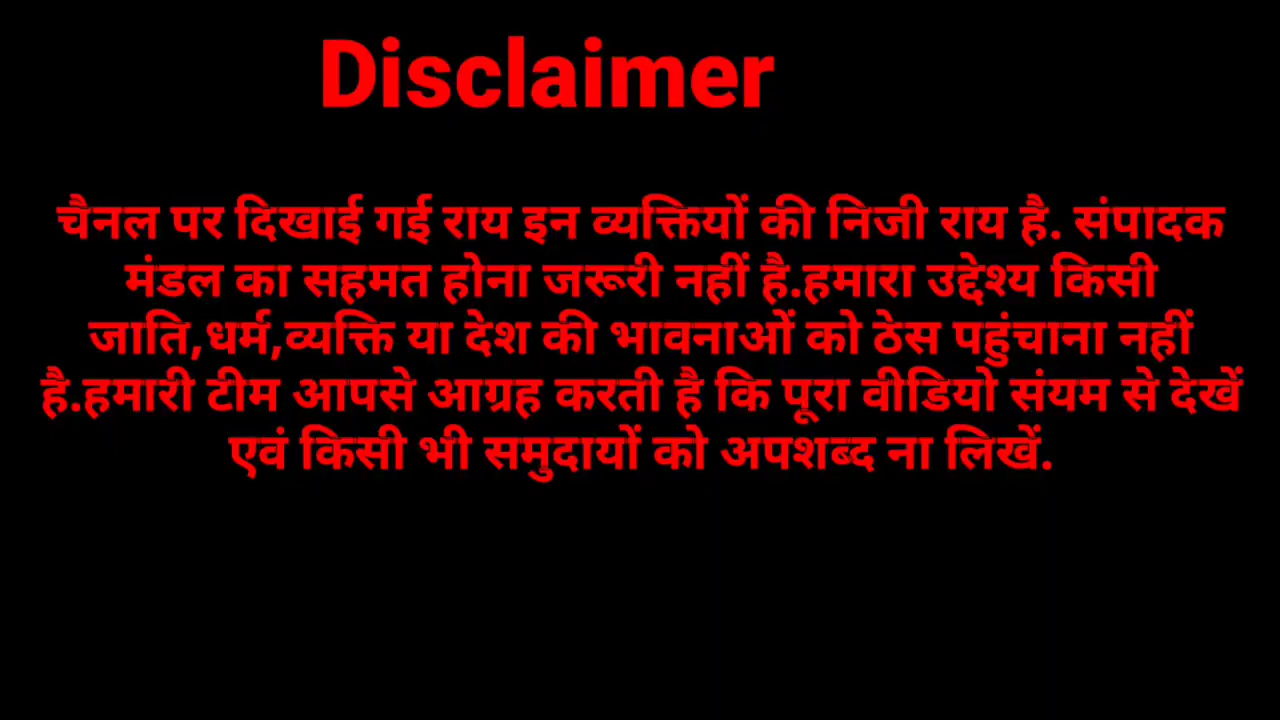 Disclaimer
चैनल पर दिखाई गई राय इन व्यक्तियों की निजी राय है. संपादक
मंडल का सहमत होना जरूरी नहीं है.हमारा उद्देश्य किसी
जाति,धर्म,व्यक्ति या देश की भावनाओं को ठेस पहुंचाना नहीं
है.हमारी टीम आपसे आग्रह करती है कि पूरा वीडियो संयम से देखें
एवं किसी भी समुदायों को अपशब्द ना लिखें.